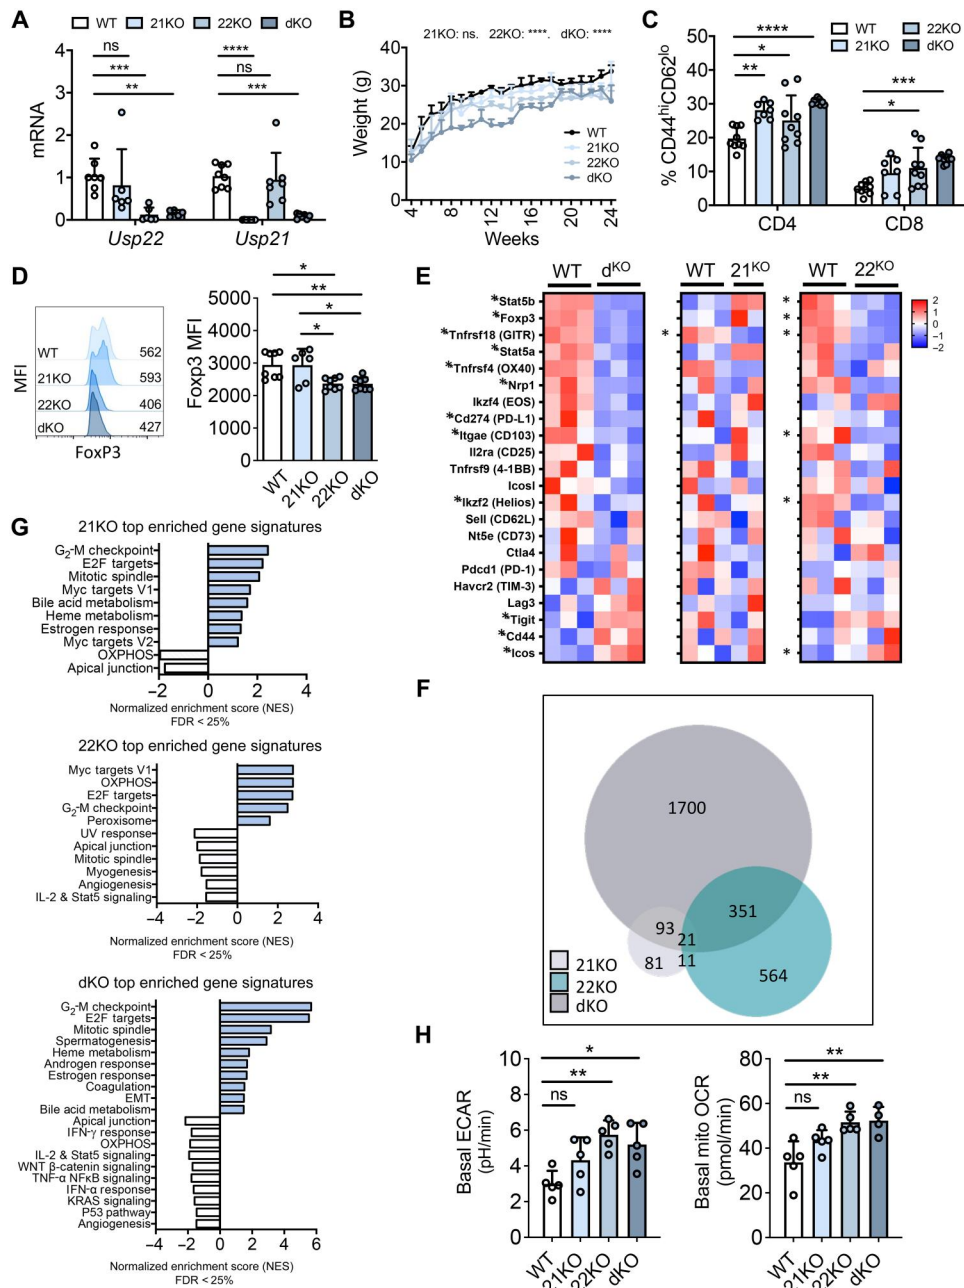 A
WT 21KO 22KO dKO
ns
***
**
****
ns
***
mRNA
4
3
2
1
0
Usp22 Usp21
B
21KO: ns. 22KO: ****. dKO: ****
Weight (g)
40
30
20
10
0
WT
21KO
22KO
dKO
4 8 12 16 20 24
Weeks
C
WT 22KO
21KO dKO
% CD44hiCD62lo
50
40
30
20
10
0
****
*
**
***
*
CD4 CD8
D
MFI
WT 562
21KO 593
22KO 406
dKO 427
FoxP3
Foxp3 MFI
5000
4000
3000
2000
1000
0
*
**
*
*
WT 21KO 22KO dKO
E
WT dKO WT 21KO WT 22KO
*Stat5b *
*Foxp3 *
*Tnfrsf18 (GITR) * *
*Stat5a
*Tnfrsf4 (OX40)
*Nrp1
Ikzf4 (EOS)
*Cd274 (PD-L1)
*Itgae (CD103) *
Il2ra (CD25)
Tnfrsf9 (4-1BB)
Icosl
*Ikzf2 (Helios) *
Sell (CD62L)
Nt5e (CD73)
Ctla4
Pdcd1 (PD-1)
Havcr2 (TIM-3)
Lag3
*Tigit
*Cd44 *
*Icos *
2
1
0
−1
−2
F
1700
351
93
21
81
11
564
21KO
22KO
dKO
G
21KO top enriched gene signatures
G2-M checkpoint
E2F targets
Mitotic spindle
Myc targets V1
Bile acid metabolism
Heme metabolism
Estrogen response
Myc targets V2
OXPHOS
Apical junction
−2 0 2 4
Normalized enrichment score (NES)
FDR < 25%
22KO top enriched gene signatures
Myc targets V1
OXPHOS
E2F targets
G2-M checkpoint
Peroxisome
UV response
Apical junction
Mitotic spindle
Myogenesis
Angiogenesis
IL-2 & Stat5 signaling
−4 −2 0 2 4
Normalized enrichment score (NES)
FDR < 25%
dKO top enriched gene signatures
G2-M checkpoint
E2F targets
Mitotic spindle
Spermatogenesis
Heme metabolism
Androgen response
Estrogen response
Coagulation
EMT
Bile acid metabolism
Apical junction
IFN-γ response
OXPHOS
IL-2 & Stat5 signaling
WNT β-catenin signaling
TNF-α NFκB signaling
IFN-α response
KRAS signaling
P53 pathway
Angiogenesis
−4 −2 0 2 4 6
Normalized enrichment score (NES)
FDR < 25%
H
Basal ECAR
(pH/min)
10
8
6
4
2
0
*
**
ns
WT 21KO 22KO dKO
Basal mito OCR
(pmol/min)
80
60
40
20
0
**
**
ns
WT 21KO 22KO dKO